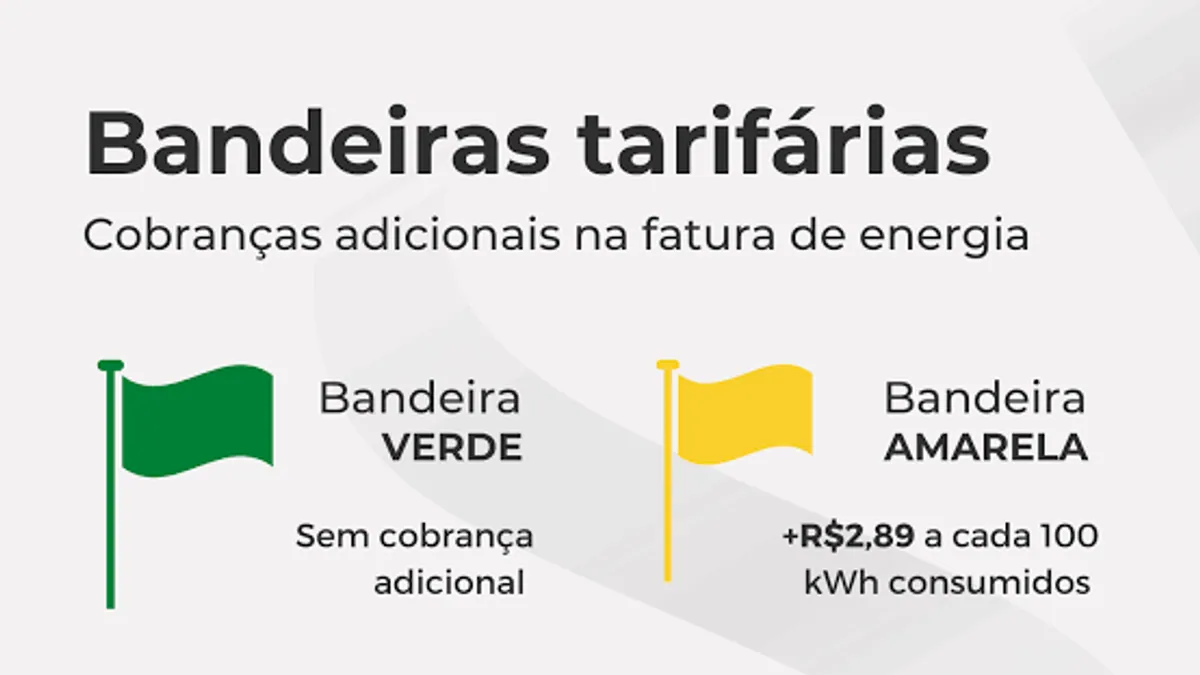 Bandeiras tarifárias
Cobranças adicionais na fatura de energia
Bandeira
VERDE
Sem cobrança
adicional
Bandeira
AMARELA
+R$2,89 a cada 100
kWh consumidos